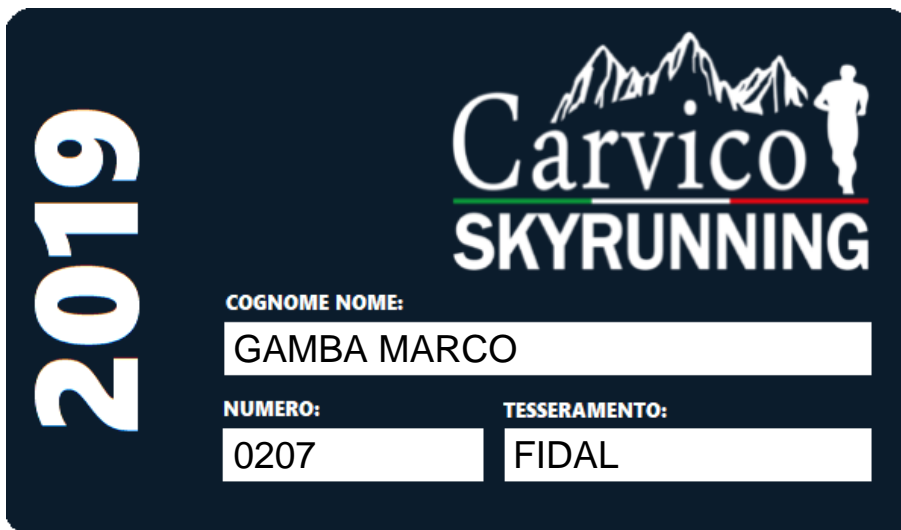 2019
Carvico
SKYRUNNING
COGNOME NOME:
GAMBA MARCO
NUMERO:
TESSERAMENTO:
0207
FIDAL